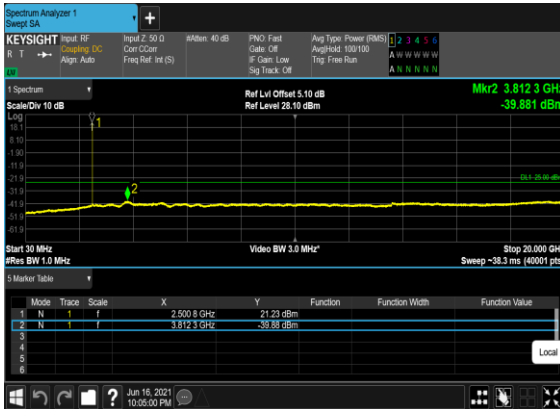 Spectrum Analyzer 1
Swept SA
+
KEYSIGHT
R T
LU
Input: RF
Coupling: DC
Align: Auto
Input Z: 50 Ω
Corr CCorr
Freq Ref: Int (S)
#Atten: 40 dB
PNO: Fast
Gate: Off
IF Gain: Low
Sig Track: Off
Avg Type: Power (RMS)
Avg|Hold: 100/100
Trig: Free Run
1 2 3 4 5 6
A W W W W W
A N N N N N
1 Spectrum
Scale/Div 10 dB
Ref Lvl Offset 5.10 dB
Ref Level 28.10 dBm
Mkr2 3.812 3 GHz
-39.881 dBm
Log
18.1
8.10
-1.90
-11.9
-21.9
-31.9
-41.9
-51.9
-61.9
1
2
DL1 -25.00 dBm
Start 30 MHz
#Res BW 1.0 MHz
Video BW 3.0 MHz*
Stop 20.000 GHz
Sweep ~38.3 ms (40001 pts)
5 Marker Table
Mode Trace Scale X Y Function Function Width Function Value
1 N 1 f 2.500 8 GHz 21.23 dBm
2 N 1 f 3.812 3 GHz -39.88 dBm
3
4
5
6
Local
?
Jun 16, 2021
10:05:00 PM